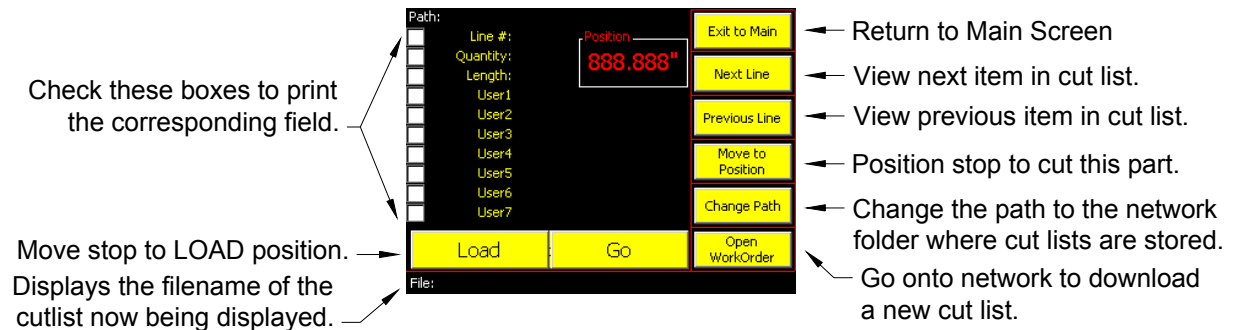 Path:
Line #:
Quantity:
Length:
User1
User2
User3
User4
User5
User6
User7
Position
888.888"
Load
Go
File:
Exit to Main
Next Line
Previous Line
Move to
Position
Change Path
Open
WorkOrder
Check these boxes to print
the corresponding field.
Move stop to LOAD position.
Displays the filename of the
cutlist now being displayed.
Return to Main Screen
View next item in cut list.
View previous item in cut list.
Position stop to cut this part.
Change the path to the network
folder where cut lists are stored.
Go onto network to download
a new cut list.